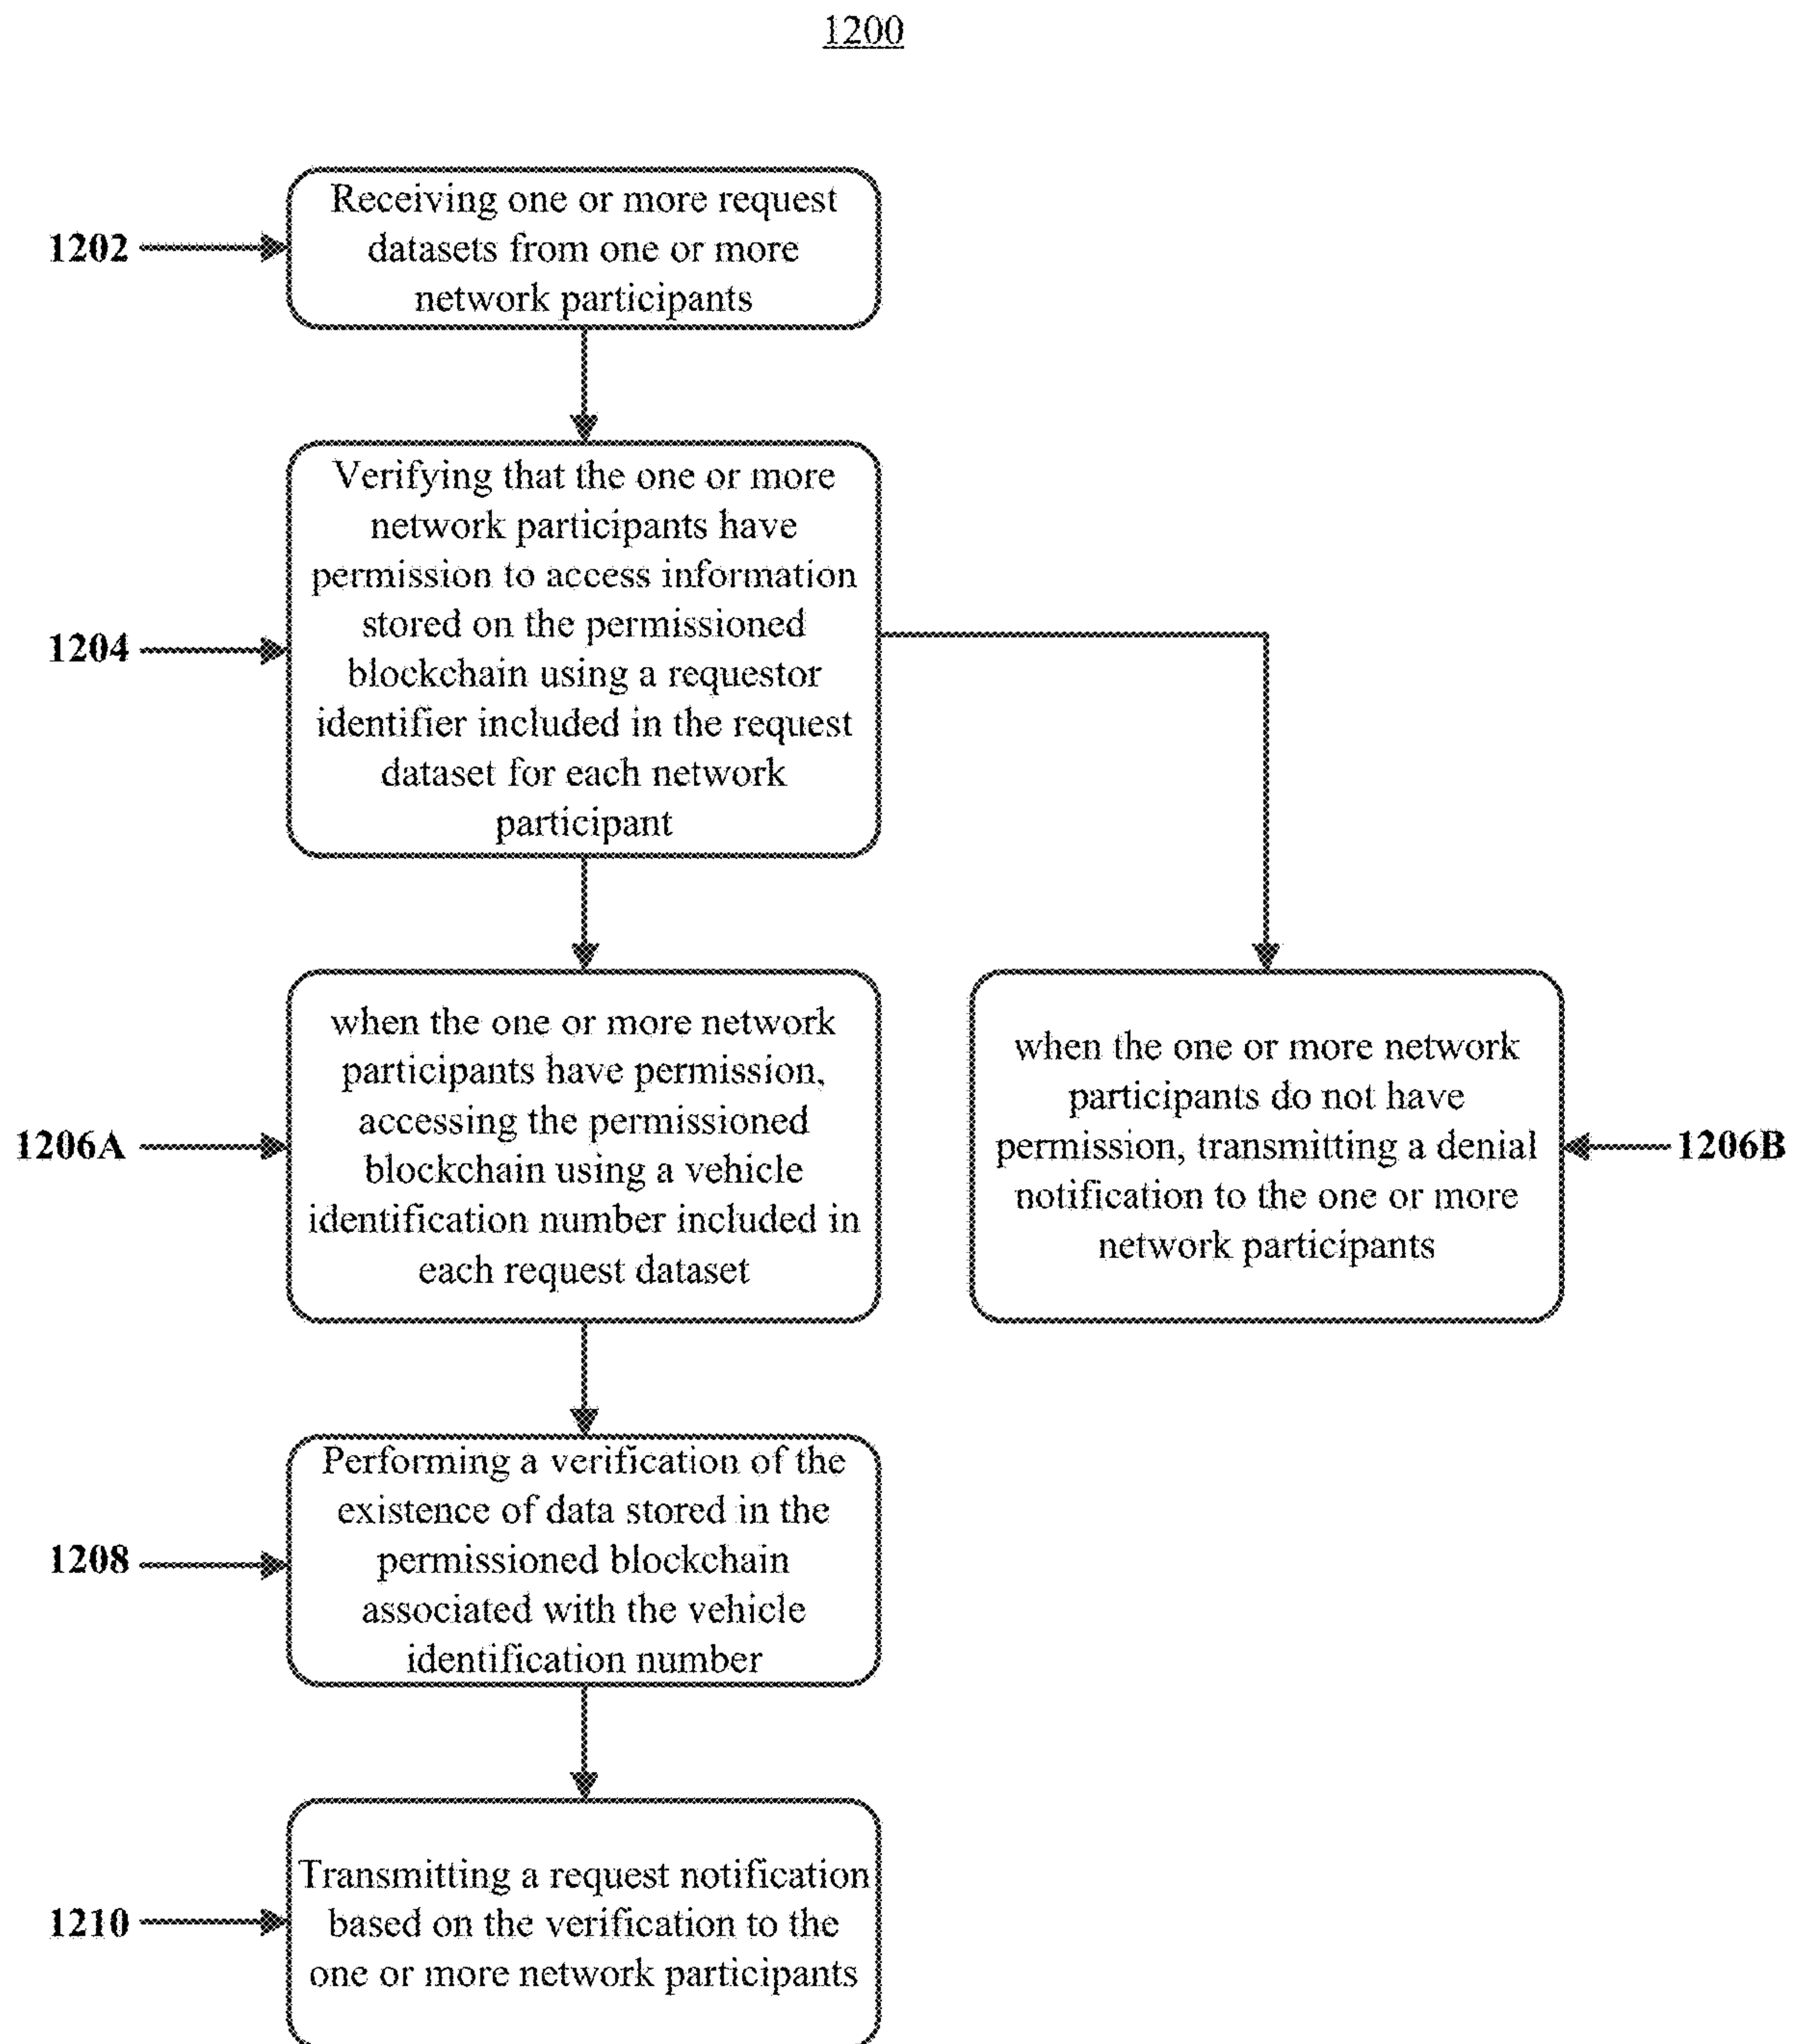 1200
1202
Receiving one or more request
datasets from one or more
network participants
1204
Verifying that the one or more
network participants have
permission to access information
stored on the permissioned
blockchain using a requestor
identifier included in the request
dataset for each network
participant
1206A
when the one or more network
participants have permission,
accessing the permissioned
blockchain using a vehicle
identification number included in
each request dataset
when the one or more network
participants do not have
permission, transmitting a denial
notification to the one or more
network participants
1206B
1208
Performing a verification of the
existence of data stored in the
permissioned blockchain
associated with the vehicle
identification number
1210
Transmitting a request notification
based on the verification to the
one or more network participants